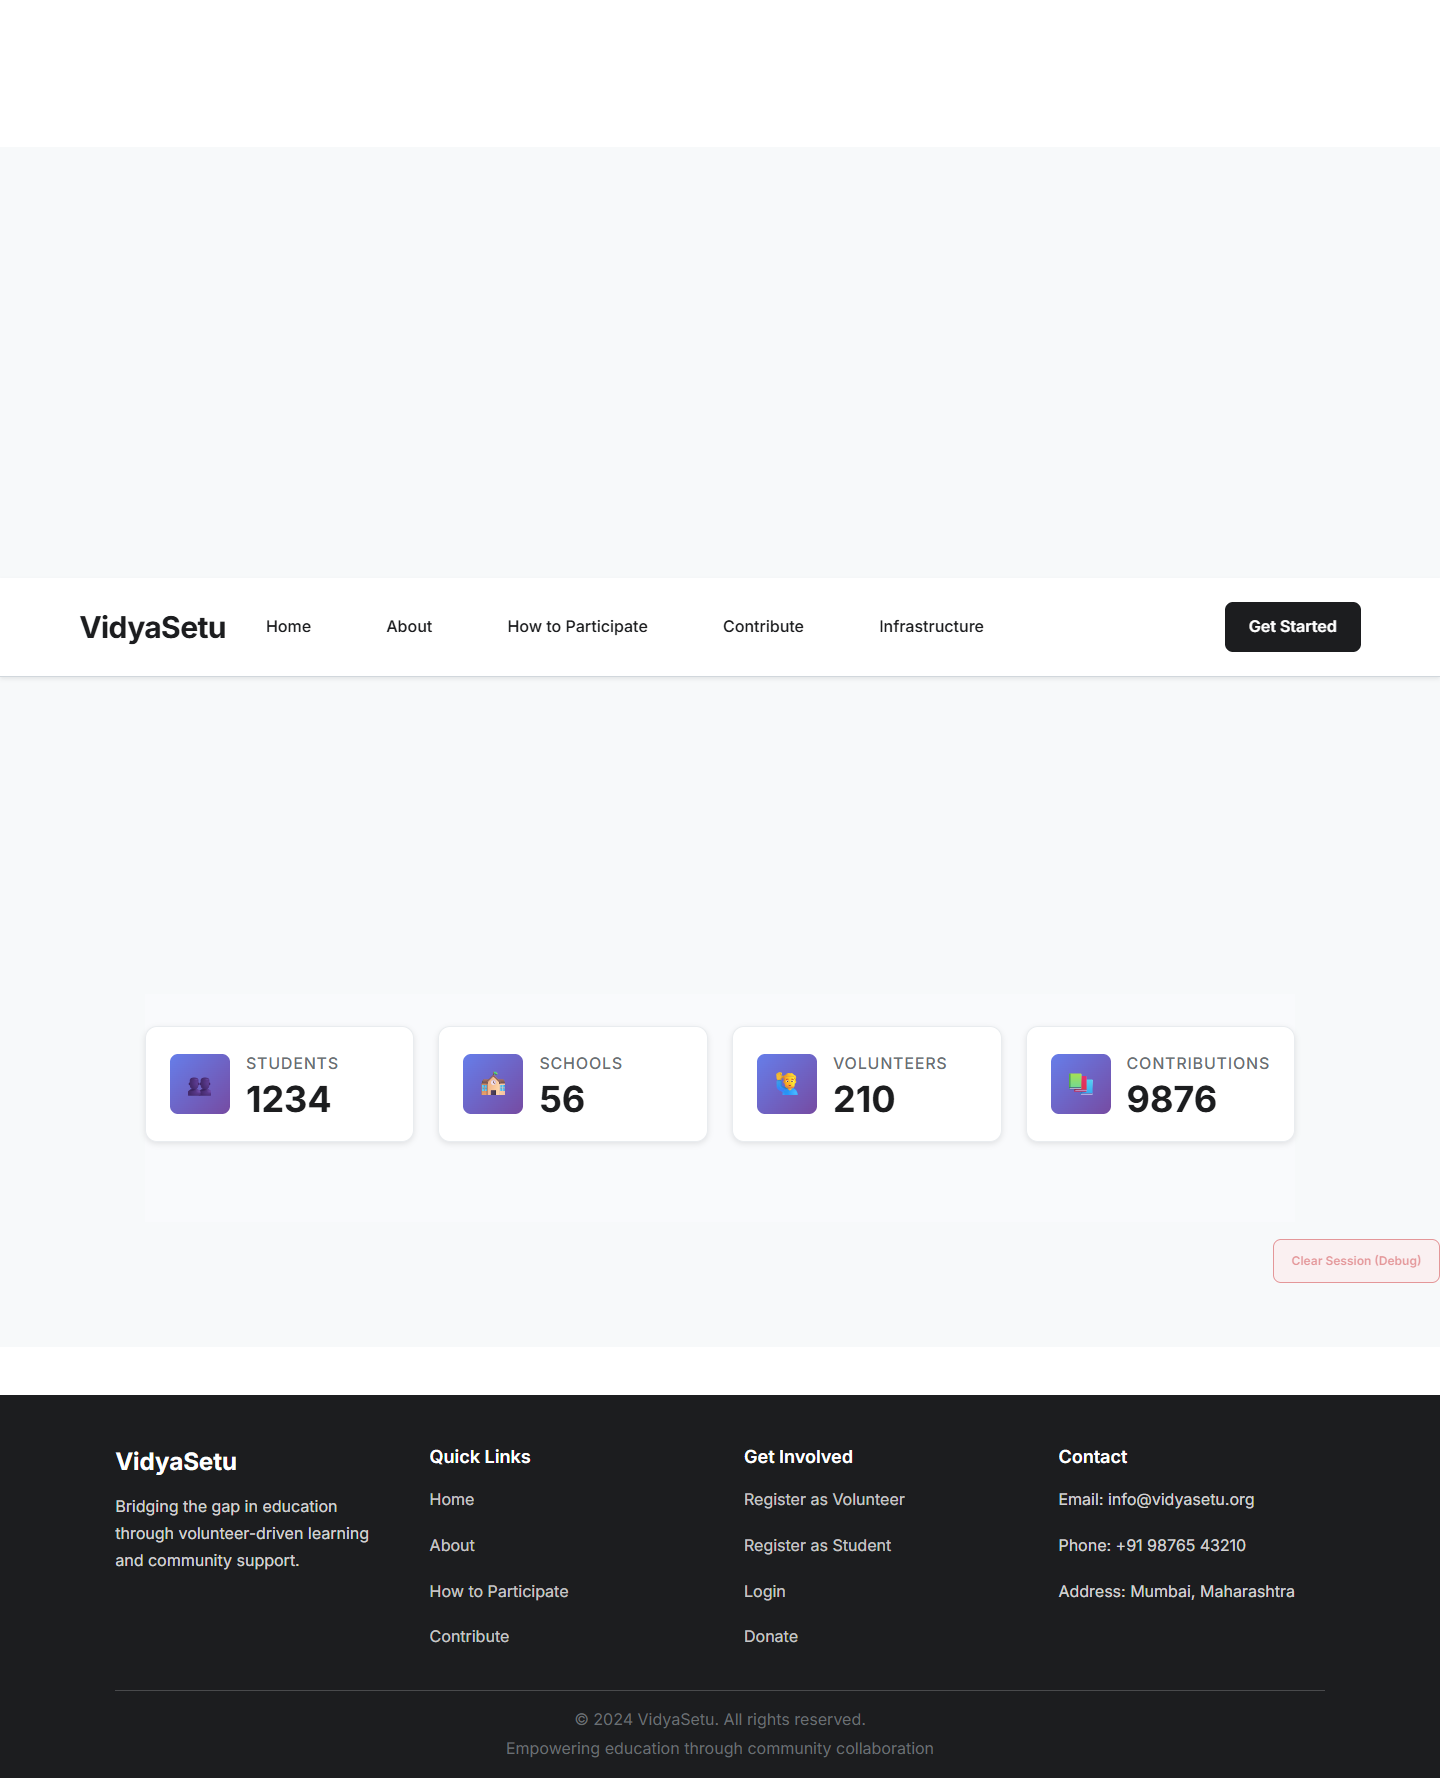 VidyaSetu
Home
About
How to Participate
Contribute
Infrastructure
Get Started
STUDENTS
1234
SCHOOLS
56
VOLUNTEERS
210
CONTRIBUTIONS
9876
Clear Session (Debug)
VidyaSetu
Bridging the gap in education
through volunteer-driven learning
and community support.
Quick Links
Home
About
How to Participate
Contribute
Get Involved
Register as Volunteer
Register as Student
Login
Donate
Contact
Email: info@vidyasetu.org
Phone: +91 98765 43210
Address: Mumbai, Maharashtra
© 2024 VidyaSetu. All rights reserved.
Empowering education through community collaboration